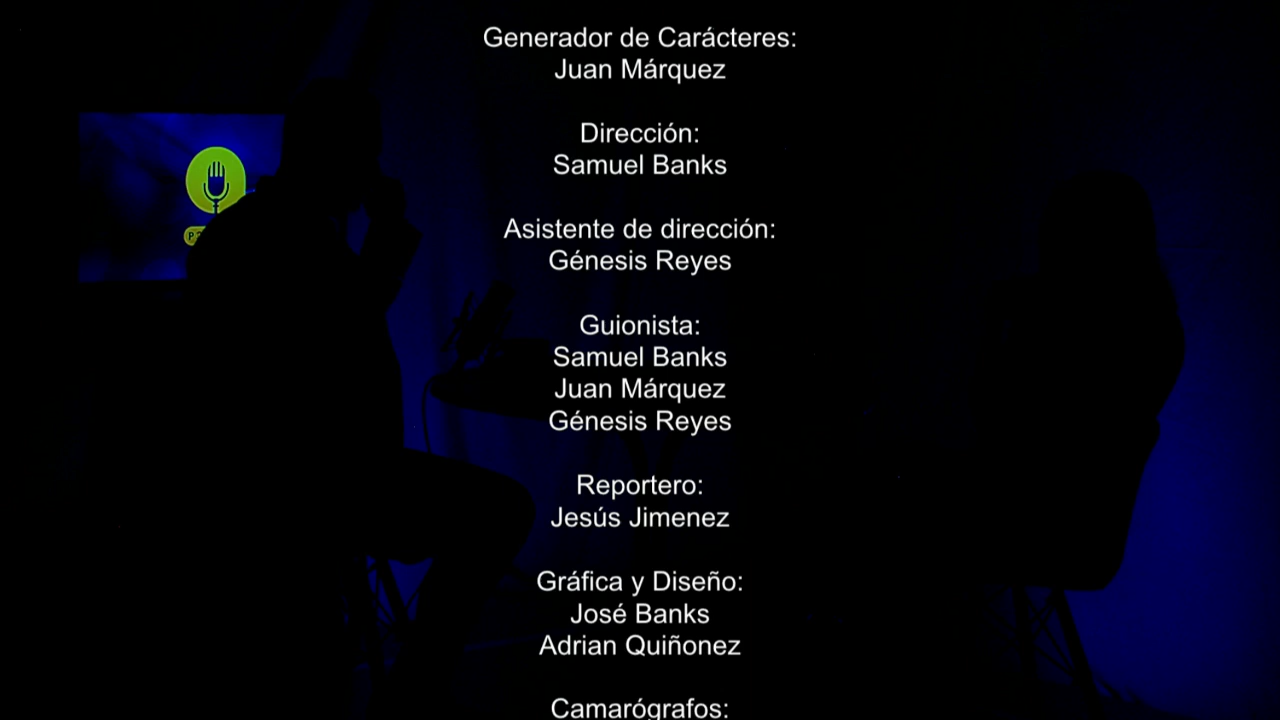 Generador de Carácteres:
Juan Márquez
Dirección:
Samuel Banks
Asistente de dirección:
Génesis Reyes
Guionista:
Samuel Banks
Juan Márquez
Génesis Reyes
Reportero:
Jesús Jimenez
Gráfica y Diseño:
José Banks
Adrian Quiñonez
Camarógrafos: